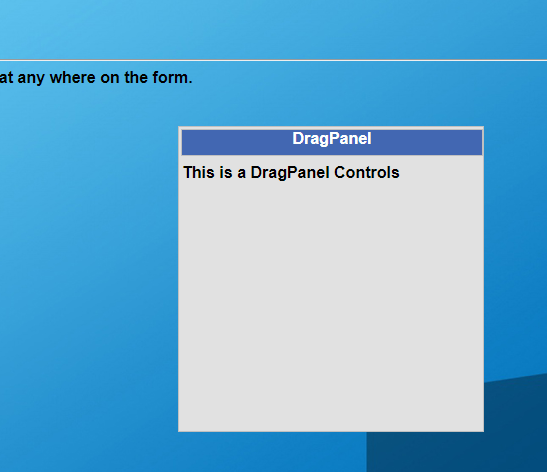 at any where on the form.
DragPanel
This is a DragPanel Controls